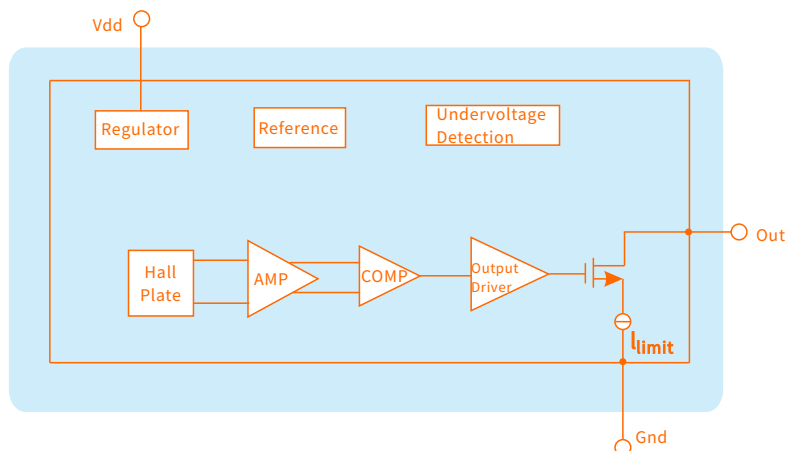 Vdd
Regulator
Reference
Undervoltage
Detection
Out
Hall
Plate
AMP
COMP
Output
Driver
Ilimit
Gnd